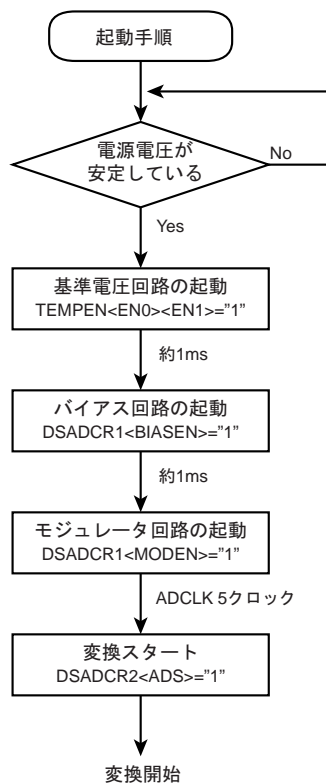 起動手順
電源電圧が
安定している
No
Yes
基準電圧回路の起動
TEMPEN<EN0><EN1>="1"
約1ms
バイアス回路の起動
DSADCR1<BIASEN>="1"
約1ms
モジュレータ回路の起動
DSADCR1<MODEN>="1"
ADCLK 5クロック
変換スタート
DSADCR2<ADS>="1"
変換開始